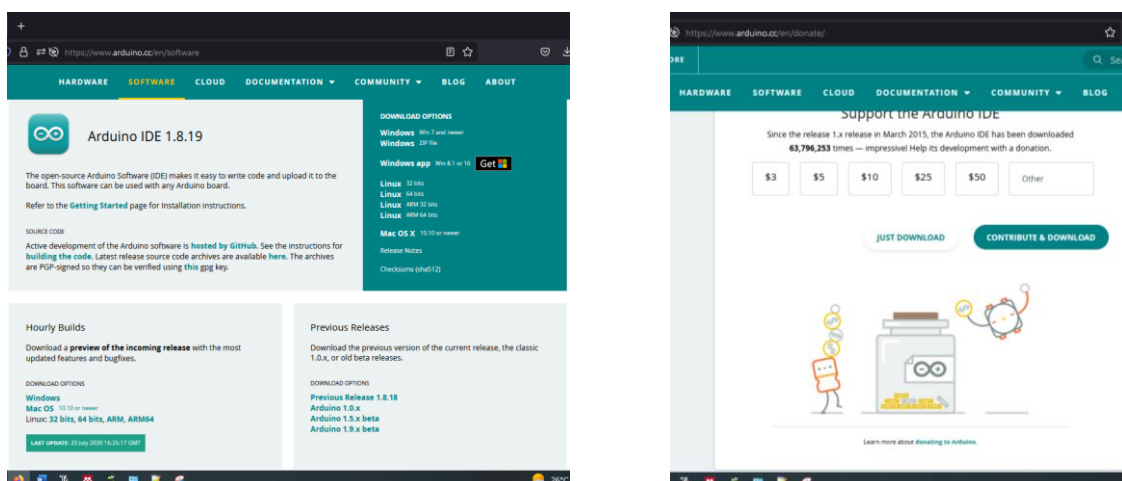 https://www.arduino.cc/en/software
HARDWARE SOFTWARE CLOUD DOCUMENTATION COMMUNITY BLOG ABOUT
Arduino IDE 1.8.19
The open-source Arduino Software (IDE) makes it easy to write code and upload it to the
board. This software can be used with any Arduino board.
Refer to the Getting Started page for Installation instructions.
SOURCE CODE
Active development of the Arduino software is hosted by GitHub. See the instructions for
building the code. Latest release source code archives are available here. The archives
are PGP-signed so they can be verified using this gpg key.
DOWNLOAD OPTIONS
Windows Win 7 and newer
Windows ZIP file
Windows app Win 8.1 or 10 Get
Linux 32 bits
Linux 64 bits
Linux ARM 32 bits
Linux ARM 64 bits
Mac OS X 10.10 or newer
Release Notes
Checksums (sha512)
Hourly Builds
Download a preview of the incoming release with the most
updated features and bugfixes.
DOWNLOAD OPTIONS
Windows
Mac OS 10.10 or newer
Linux: 32 bits, 64 bits, ARM, ARM64
LAST UPDATE: 23 July 2020 16:25:17 GMT
Previous Releases
Download the previous version of the current release, the classic
1.0.x, or old beta releases.
DOWNLOAD OPTIONS
Previous Release 1.8.18
Arduino 1.0.x
Arduino 1.5.x beta
Arduino 1.9.x beta
26°C
https://www.arduino.cc/en/donate/
HARDWARE SOFTWARE CLOUD DOCUMENTATION COMMUNITY BLOG
Support the Arduino IDE
Since the release 1.x release in March 2015, the Arduino IDE has been downloaded
63,796,253 times — impressive! Help its development with a donation.
$3 $5 $10 $25 $50 Other
JUST DOWNLOAD CONTRIBUTE & DOWNLOAD
Learn more about donating to Arduino.